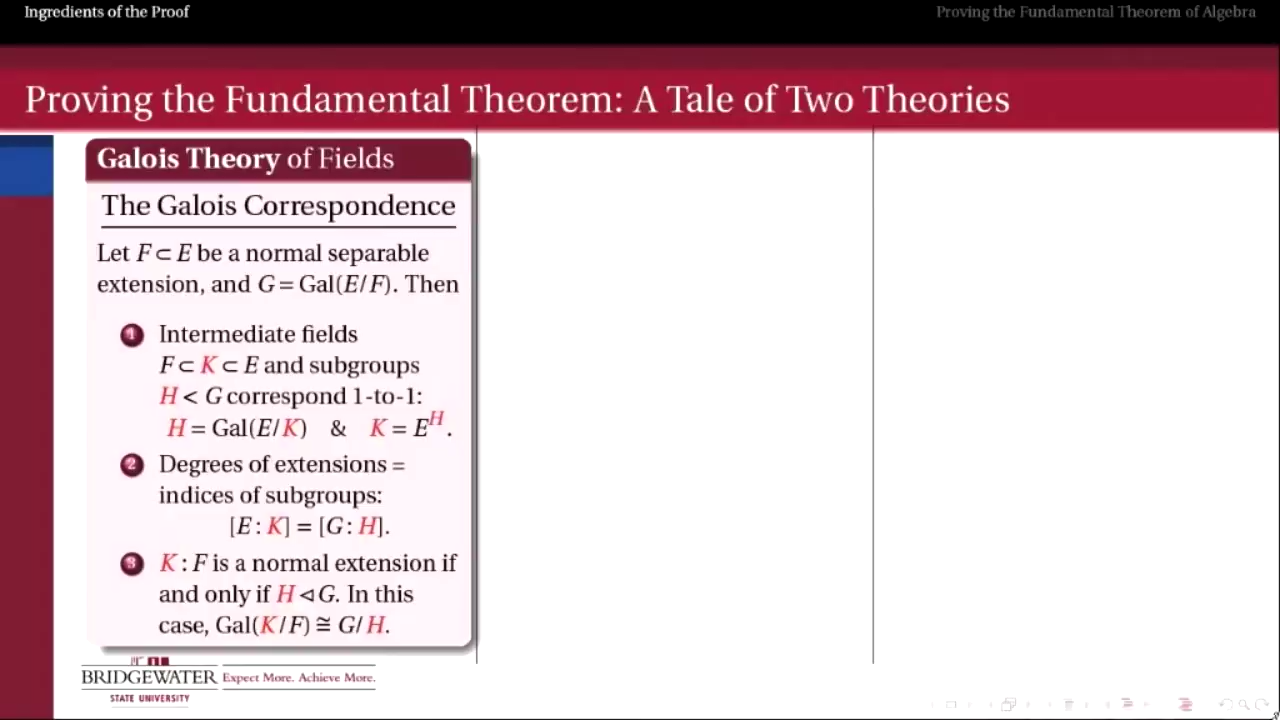 Ingredients of the Proof
Proving the Fundamental Theorem of Algebra
Proving the Fundamental Theorem: A Tale of Two Theories
Galois Theory of Fields
The Galois Correspondence
Let F ⊂ E be a normal separable
extension, and G = Gal(E/F). Then
1 Intermediate fields
F ⊂ K ⊂ E and subgroups
H < G correspond 1-to-1:
H = Gal(E/K) & K = E^H.
2 Degrees of extensions =
indices of subgroups:
[E : K] = [G : H].
3 K : F is a normal extension if
and only if H ⊲ G. In this
case, Gal(K/F) ≅ G/H.
BRIDGEWATER
STATE UNIVERSITY
Expect More. Achieve More.